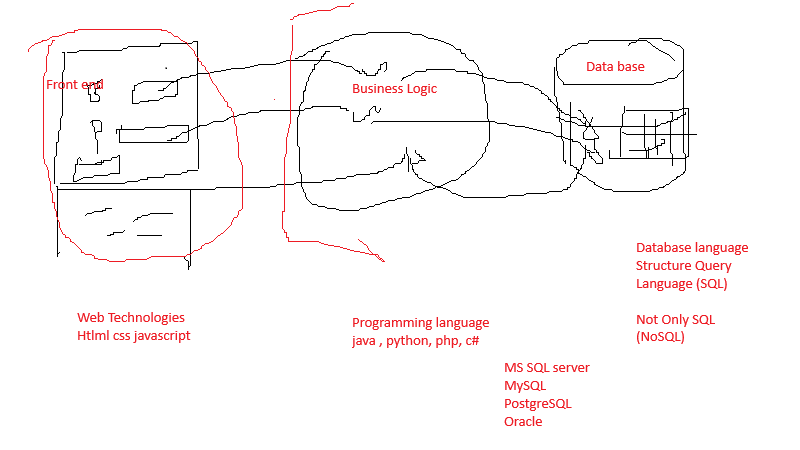 Front end
Business Logic
Data base
Web Technologies
Htlml css javascript
Programming language
java , python, php, c#
MS SQL server
MySQL
PostgreSQL
Oracle
Database language
Structure Query
Language (SQL)
Not Only SQL
(NoSQL)